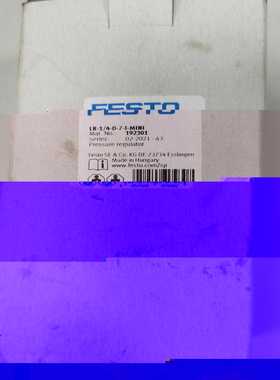 FESTO
LR-1/4-D-7-I-MINI
Mat. No.: 192301
Series: 02-2021 - A3
Pressure regulator
Festo SE & Co. KG DE-73734 Esslingen
Made in Hungary
www.festo.com/sp